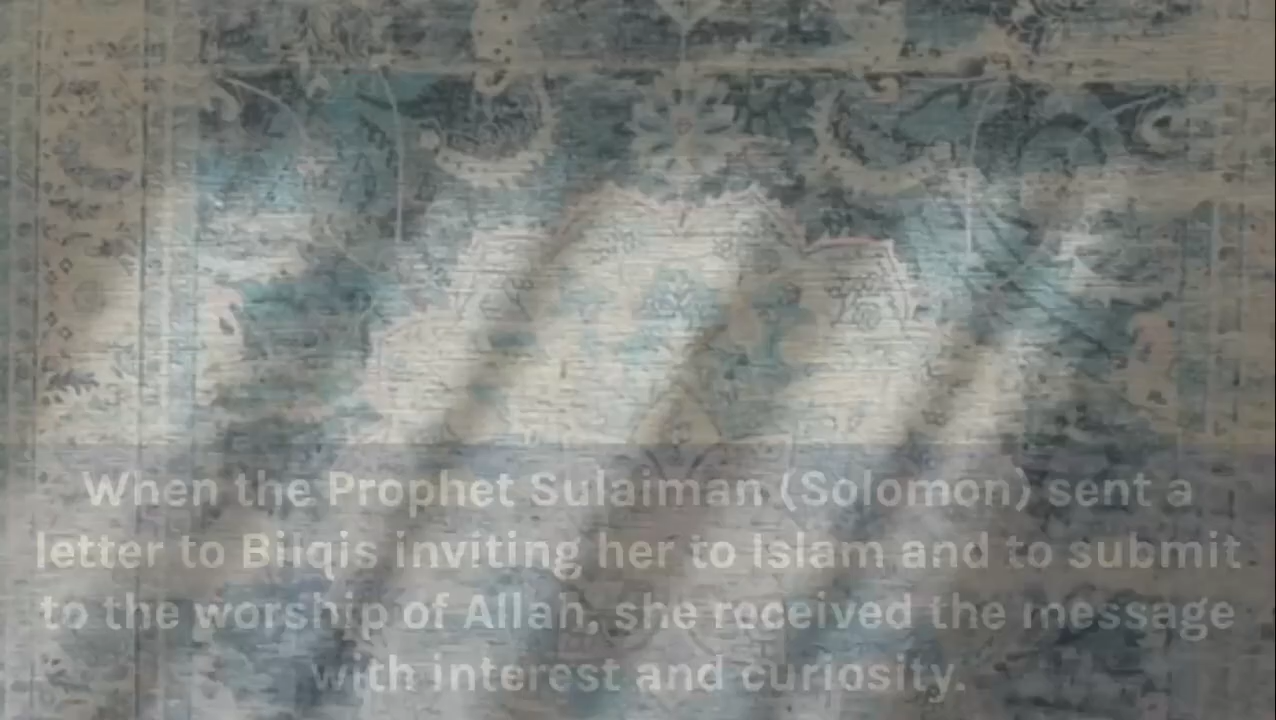 When the Prophet Sulaiman (Solomon) sent a
letter to Bilqis inviting her to Islam and to submit
to the worship of Allah, she received the message
with interest and curiosity.